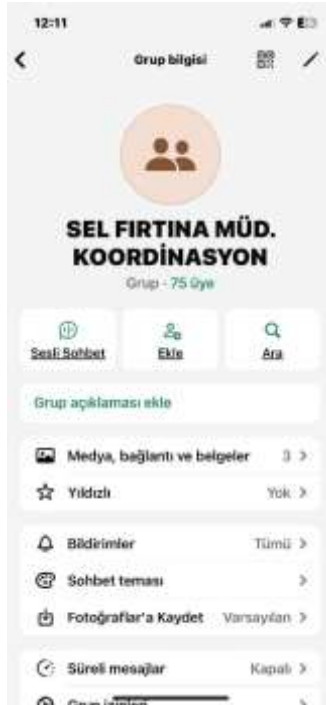 12:11
Grup bilgisi
SEL FIRTINA MÜD.
KOORDİNASYON
Grup · 75 üye
Sesli Sohbet
Ekle
Ara
Grup açıklaması ekle
Medya, bağlantı ve belgeler 3
Yıldızlı Yok
Bildirimler Tümü
Sohbet teması
Fotoğraflar'a Kaydet Varsayılan
Süreli mesajlar Kapalı